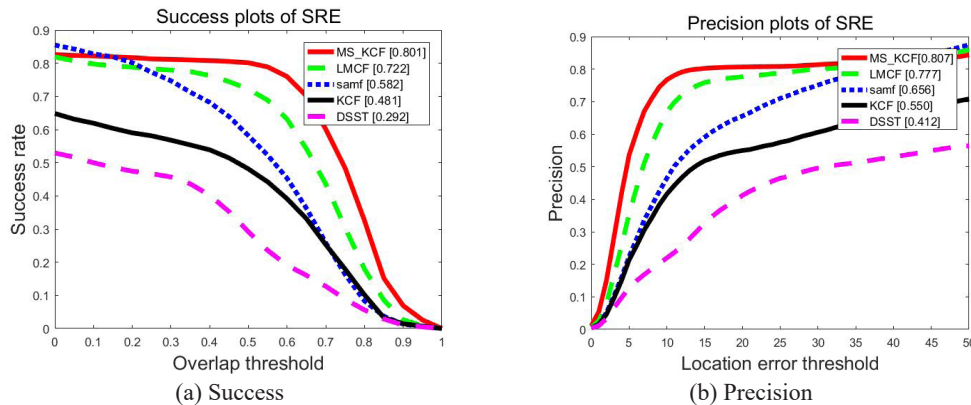 Success plots of SRE
0.9
0.8
0.7
0.6
0.5
0.4
0.3
0.2
0.1
0
Success rate
MS_KCF [0.801]
LMCF [0.722]
samf [0.582]
KCF [0.481]
DSST [0.292]
0 0.1 0.2 0.3 0.4 0.5 0.6 0.7 0.8 0.9 1
Overlap threshold
(a) Success
Precision plots of SRE
0.9
0.8
0.7
0.6
0.5
0.4
0.3
0.2
0.1
0
Precision
MS_KCF[0.807]
LMCF [0.777]
samf [0.656]
KCF [0.550]
DSST [0.412]
0 5 10 15 20 25 30 35 40 45 50
Location error threshold
(b) Precision